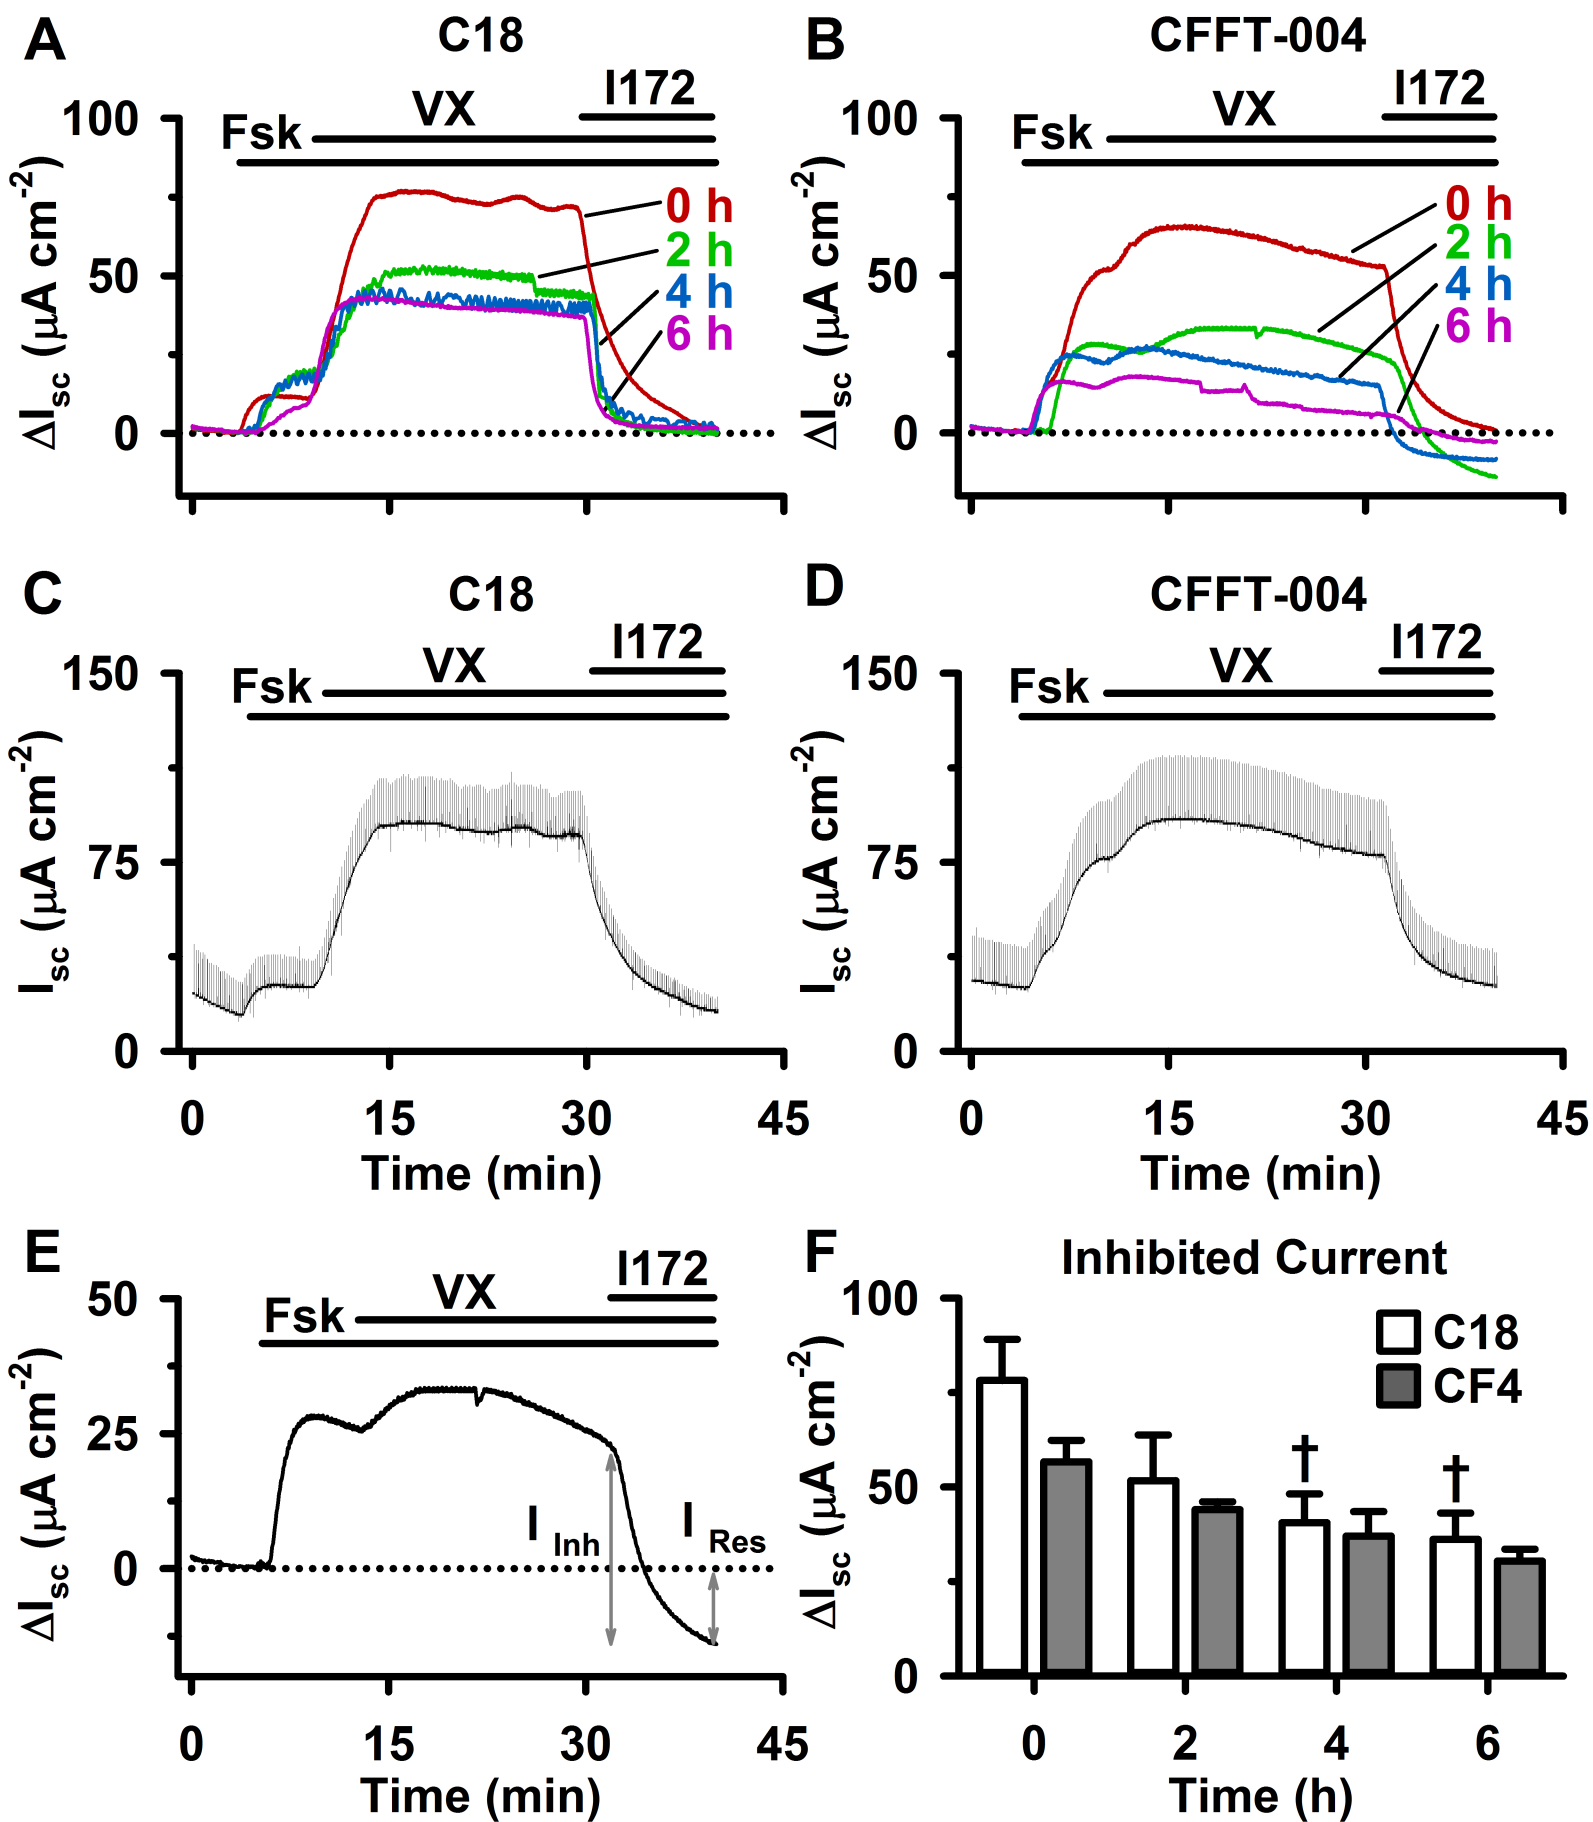 A
C18
I172
VX
Fsk
100
50
0
ΔIsc (μA cm-2)
0 h
2 h
4 h
6 h
B
CFFT-004
I172
VX
Fsk
100
50
0
ΔIsc (μA cm-2)
0 h
2 h
4 h
6 h
C
C18
I172
VX
Fsk
150
75
0
Isc (μA cm-2)
0 15 30 45
Time (min)
D
CFFT-004
I172
VX
Fsk
150
75
0
Isc (μA cm-2)
0 15 30 45
Time (min)
E
I172
VX
Fsk
50
25
0
ΔIsc (μA cm-2)
I Inh
I Res
0 15 30 45
Time (min)
F
Inhibited Current
100
50
0
ΔIsc (μA cm-2)
C18
CF4
† †
0 2 4 6
Time (h)